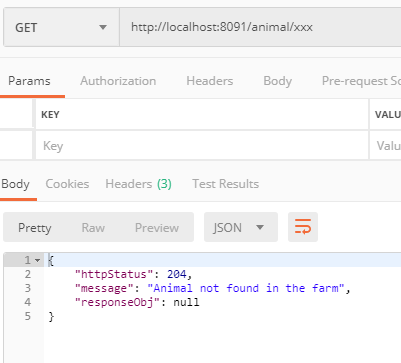 GET http://localhost:8091/animal/xxx
Params Authorization Headers Body Pre-request Sc
KEY VALU
Key Valu
Body Cookies Headers (3) Test Results
Pretty Raw Preview JSON
1 {
2 "httpStatus": 204,
3 "message": "Animal not found in the farm",
4 "responseObj": null
5 }